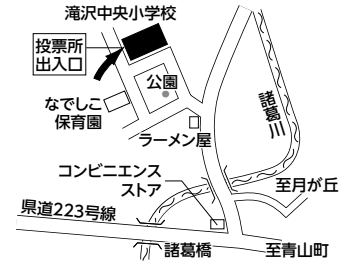 滝沢中央小学校
投票所
出入口
公園
なでしこ
保育園
ラーメン屋
諸葛川
コンビニエンス
ストア
至月が丘
県道223号線
諸葛橋
至青山町